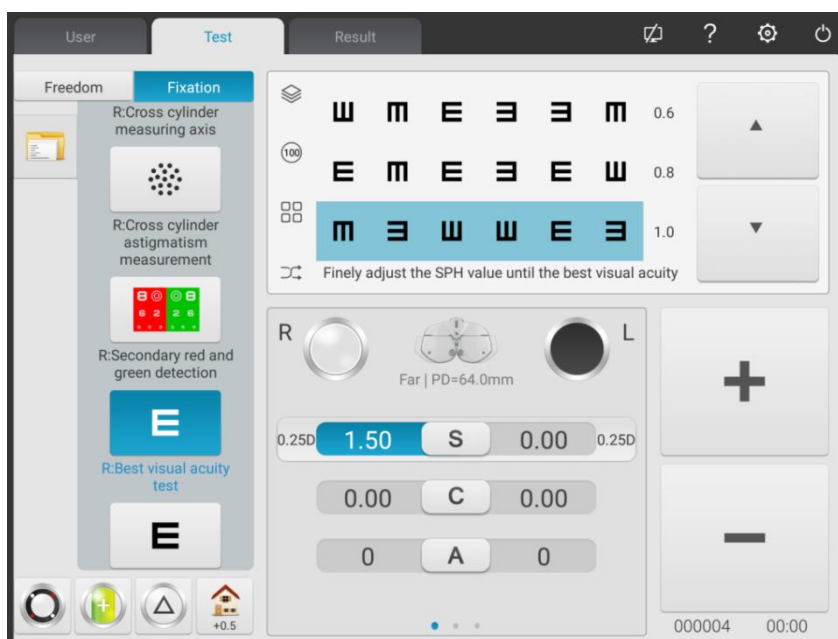 User
Test
Result
?
Freedom
Fixation
R:Cross cylinder
measuring axis
R:Cross cylinder
astigmatism
measurement
8 8
6 2 2 6
R:Secondary red and
green detection
E
R:Best visual acuity
test
E
+0.5
100
Ш m E Ǝ Ǝ m 0.6
E m E Ǝ E Ш 0.8
m Ǝ Ш Ш E Ǝ 1.0
Finely adjust the SPH value until the best visual acuity
R
L
Far | PD=64.0mm
0.25D 1.50 S 0.00 0.25D
0.00 C 0.00
0 A 0
+
−
000004 00:00